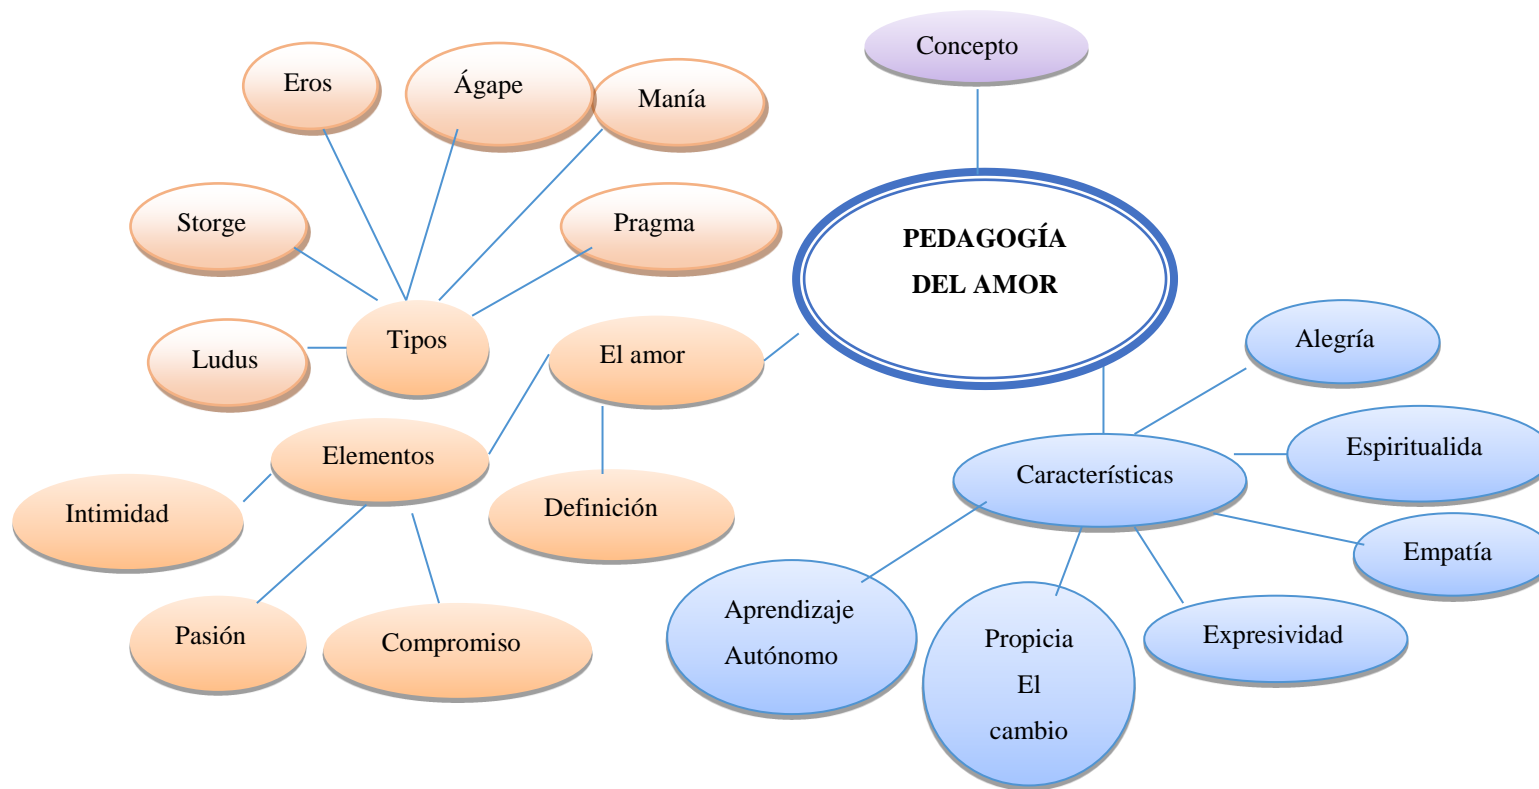 Concepto
Eros
Ágape
Manía
Storge
Pragma
PEDAGOGÍA
DEL AMOR
Ludus
Tipos
El amor
Alegría
Elementos
Espiritualida
Características
Intimidad
Definición
Empatía
Aprendizaje
Autónomo
Pasión
Compromiso
Propicia
El
cambio
Expresividad